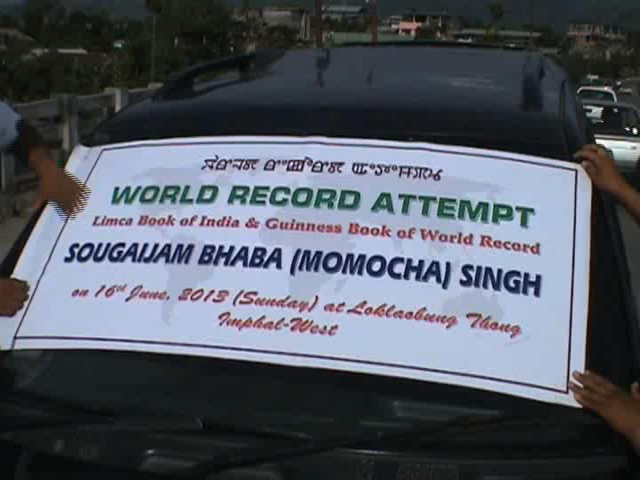 WORLD RECORD ATTEMPT
Limca Book of India & Guinness Book of World Record
SOUGAIJAM BHABA (MOMOCHA) SINGH
on 16th June, 2013 (Sunday) at Loklaobung Thong
Imphal-West